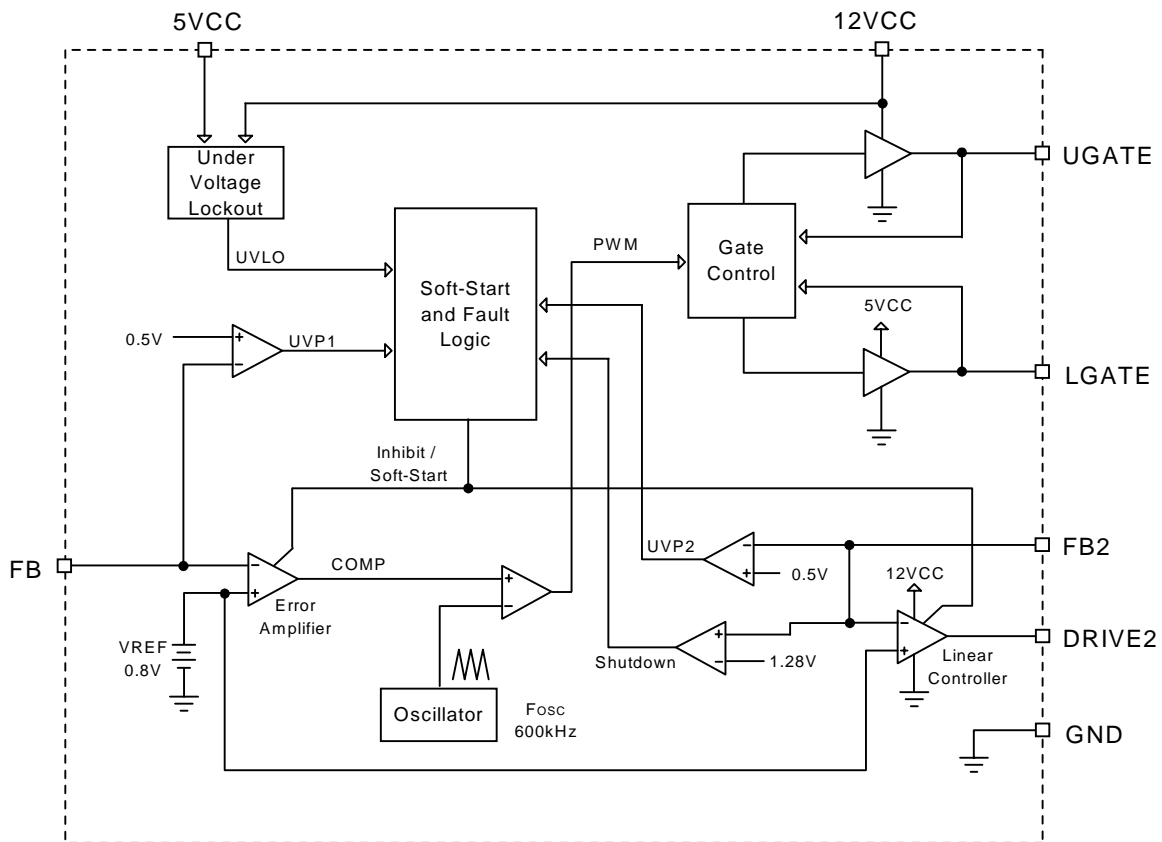 5VCC
12VCC
Under
Voltage
Lockout
UGATE
UVLO
PWM
Gate
Control
Soft-Start
and Fault
Logic
5VCC
0.5V
+
-
UVP1
LGATE
Inhibit /
Soft-Start
FB
-
+
COMP
Error
Amplifier
+
-
UVP2
-
+
0.5V
FB2
12VCC
VREF
0.8V
Shutdown
+
-
1.28V
-
+
Linear
Controller
DRIVE2
Oscillator
FOSC
600kHz
GND